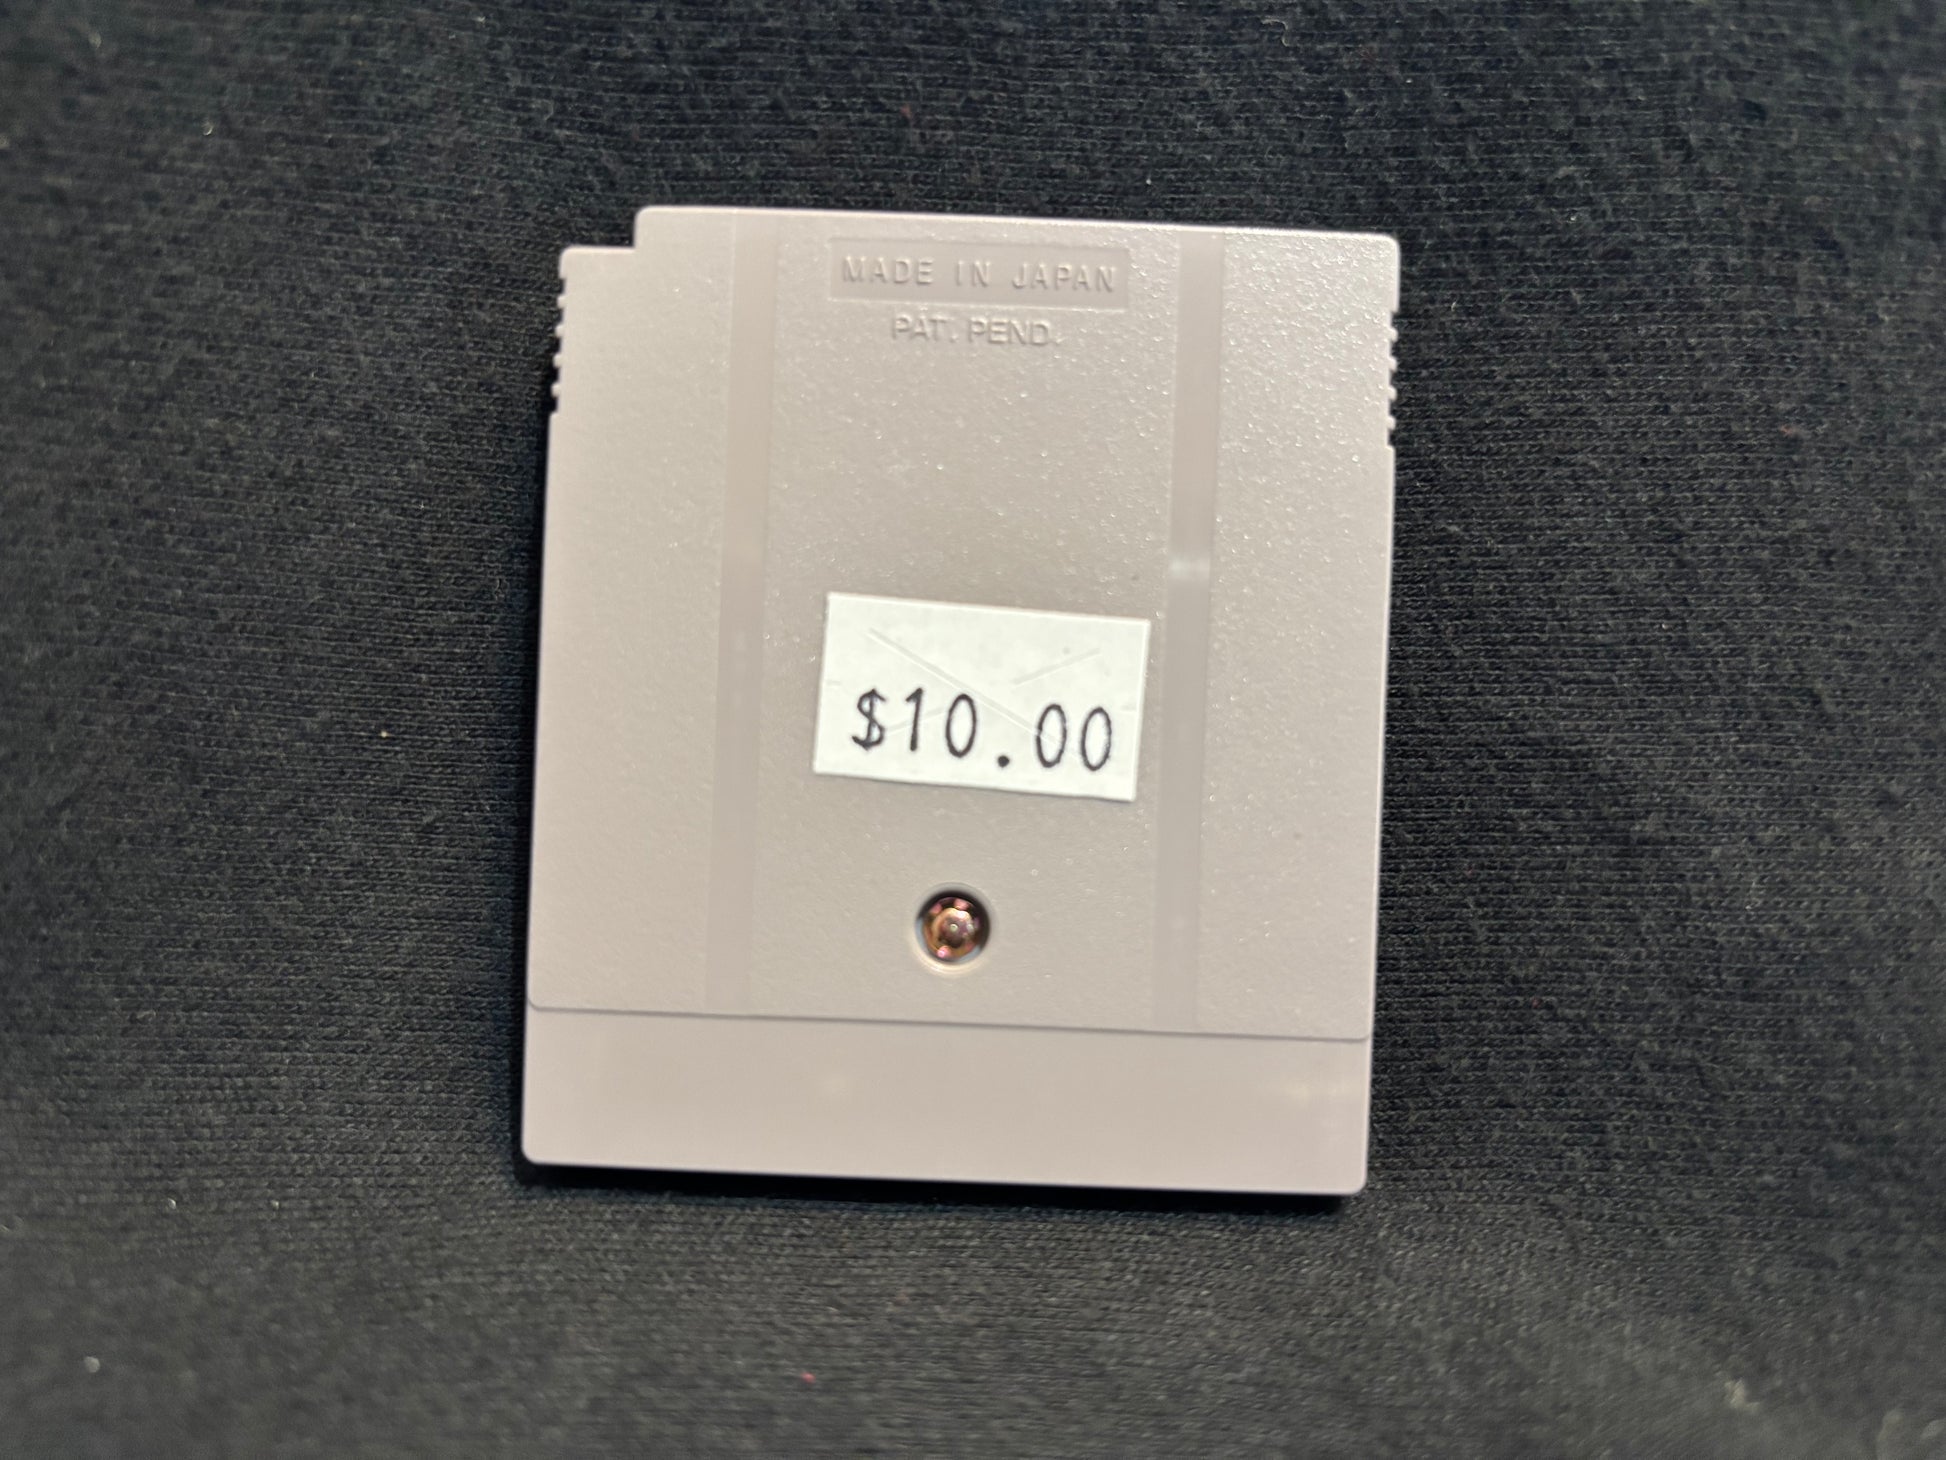 MADE IN JAPAN
PAT. PEND.
$10.00